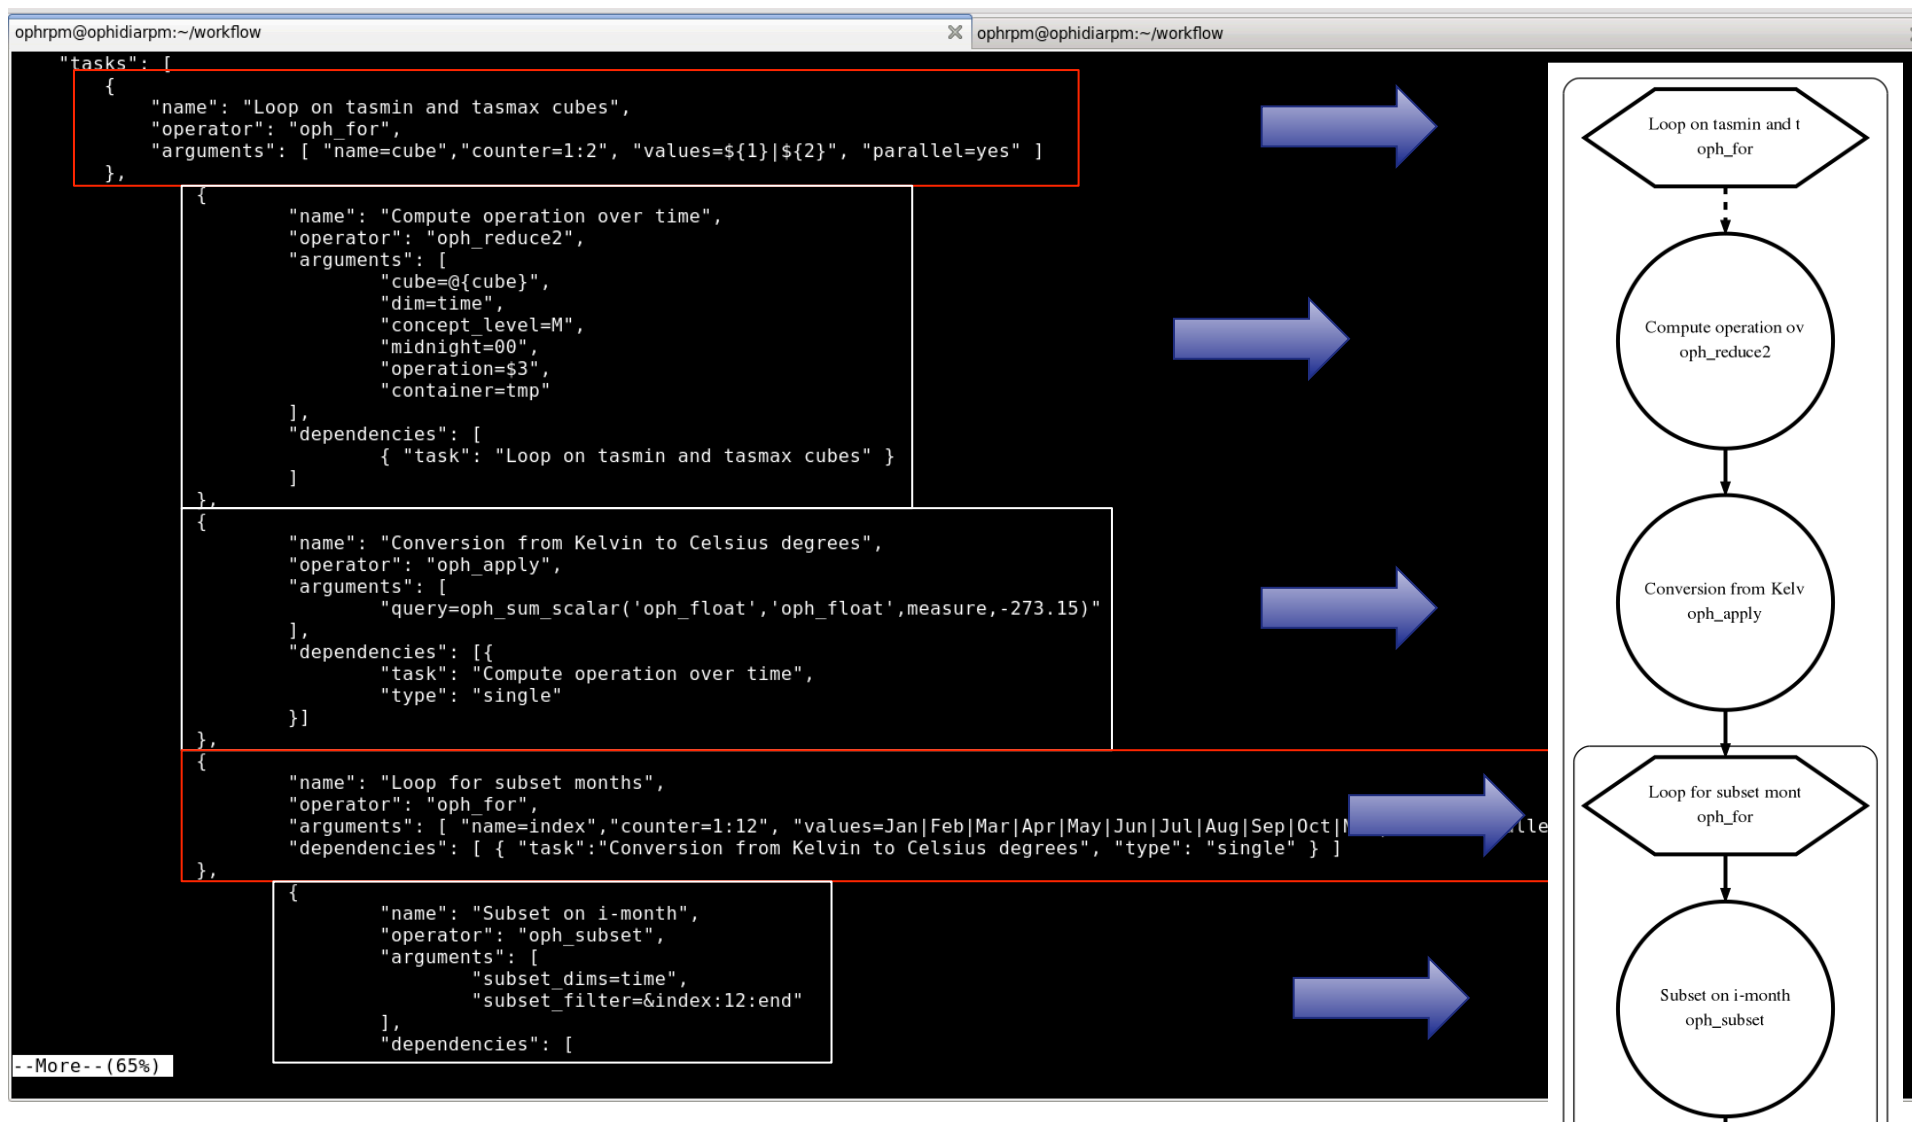 ophrpm@ophidiarpm:~/workflow
ophrpm@ophidiarpm:~/workflow
"tasks": [
{
"name": "Loop on tasmin and tasmax cubes",
"operator": "oph_for",
"arguments": [ "name=cube","counter=1:2", "values=${1}|${2}", "parallel=yes" ]
},
{
"name": "Compute operation over time",
"operator": "oph_reduce2",
"arguments": [
"cube=@{cube}",
"dim=time",
"concept_level=M",
"midnight=00",
"operation=$3",
"container=tmp"
],
"dependencies": [
{ "task": "Loop on tasmin and tasmax cubes" }
]
},
{
"name": "Conversion from Kelvin to Celsius degrees",
"operator": "oph_apply",
"arguments": [
"query=oph_sum_scalar('oph_float','oph_float',measure,-273.15)"
],
"dependencies": [{
"task": "Compute operation over time",
"type": "single"
}]
},
{
"name": "Loop for subset months",
"operator": "oph_for",
"arguments": [ "name=index","counter=1:12", "values=Jan|Feb|Mar|Apr|May|Jun|Jul|Aug|Sep|Oct|
"dependencies": [ { "task":"Conversion from Kelvin to Celsius degrees", "type": "single" } ]
},
{
"name": "Subset on i-month",
"operator": "oph_subset",
"arguments": [
"subset_dims=time",
"subset_filter=&index:12:end"
],
"dependencies": [
--More--(65%)
Loop on tasmin and t
oph_for
Compute operation ov
oph_reduce2
Conversion from Kelv
oph_apply
Loop for subset mont
oph_for
Subset on i-month
oph_subset